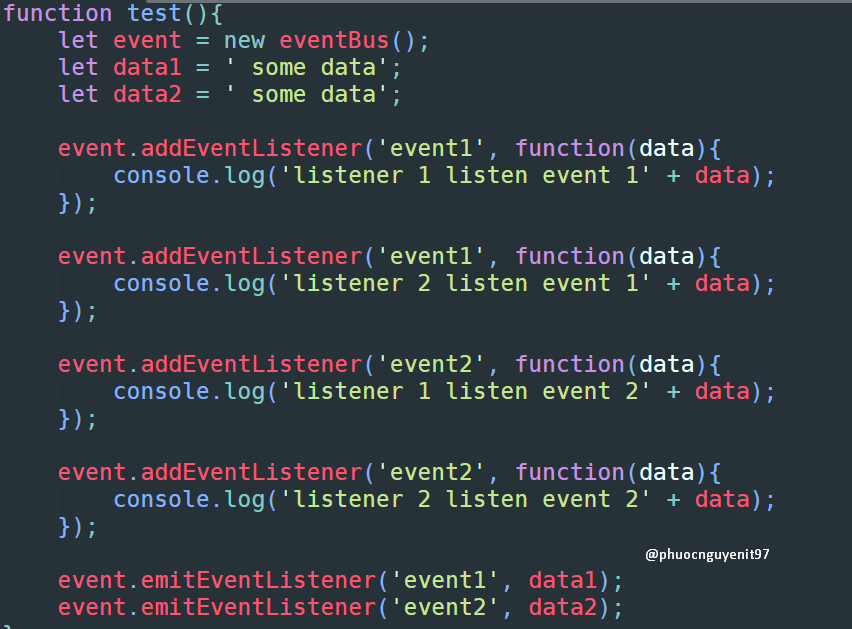 function test(){
    let event = new eventBus();
    let data1 = ' some data';
    let data2 = ' some data';

    event.addEventListener('event1', function(data){
        console.log('listener 1 listen event 1' + data);
    });

    event.addEventListener('event1', function(data){
        console.log('listener 2 listen event 1' + data);
    });

    event.addEventListener('event2', function(data){
        console.log('listener 1 listen event 2' + data);
    });

    event.addEventListener('event2', function(data){
        console.log('listener 2 listen event 2' + data);
    });
@phuocnguyenit97
    event.emitEventListener('event1', data1);
    event.emitEventListener('event2', data2);